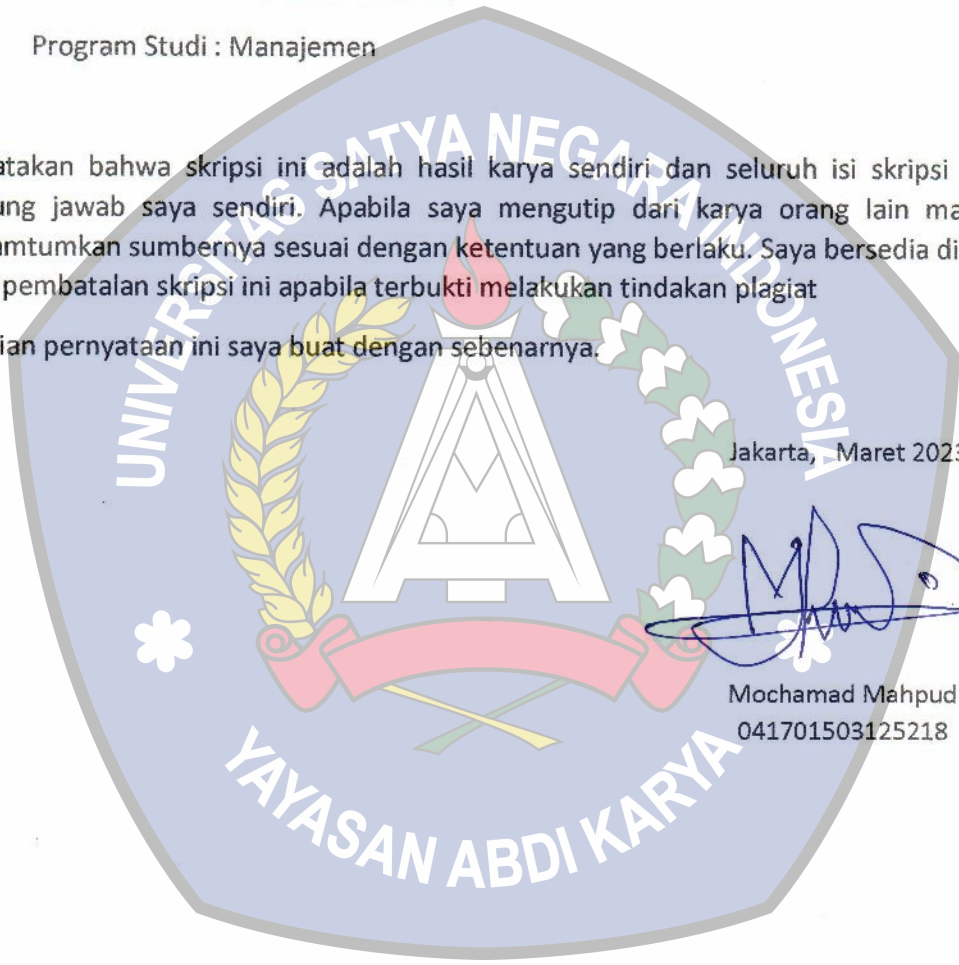 Program Studi : Manajemen
UNIVERSITAS SATYA NEGARA INDONESIA
atakan bahwa skripsi ini adalah hasil karya sendiri dan seluruh isi skripsi
ung jawab saya sendiri. Apabila saya mengutip dari karya orang lain ma
amtumkan sumbernya sesuai dengan ketentuan yang berlaku. Saya bersedia di
pembatalan skripsi ini apabila terbukti melakukan tindakan plagiat
ian pernyataan ini saya buat dengan sebenarnya.
Jakarta, Maret 2023
Mochamad Mahpud
041701503125218
YAYASAN ABDI KARYA